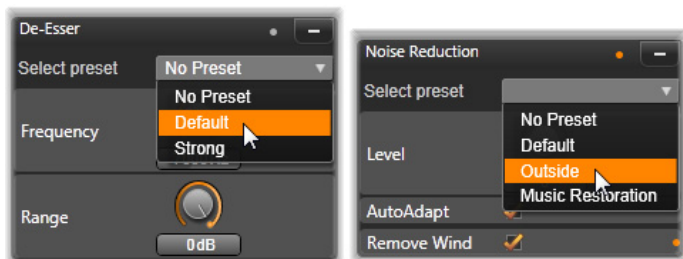 De-Esser
Select preset No Preset
No Preset
Default
Strong
Frequency
Range
0dB
Noise Reduction
Select preset
No Preset
Default
Outside
Music Restoration
Level
AutoAdapt
Remove Wind